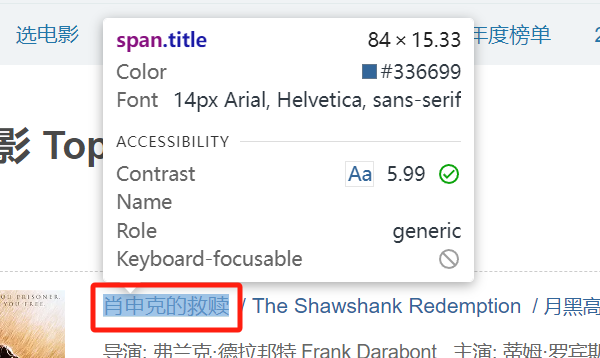 选电影
年度榜单
2
span.title 84 × 15.33
Color #336699
Font 14px Arial, Helvetica, sans-serif
影 Top
ACCESSIBILITY
Contrast Aa 5.99
Name
Role generic
Keyboard-focusable
OU PRISONER.
YOU FREE.
肖申克的救赎 / The Shawshank Redemption / 月黑高
导演: 弗兰克·德拉邦特 Frank Darabont 主演: 蒂姆·罗宾斯